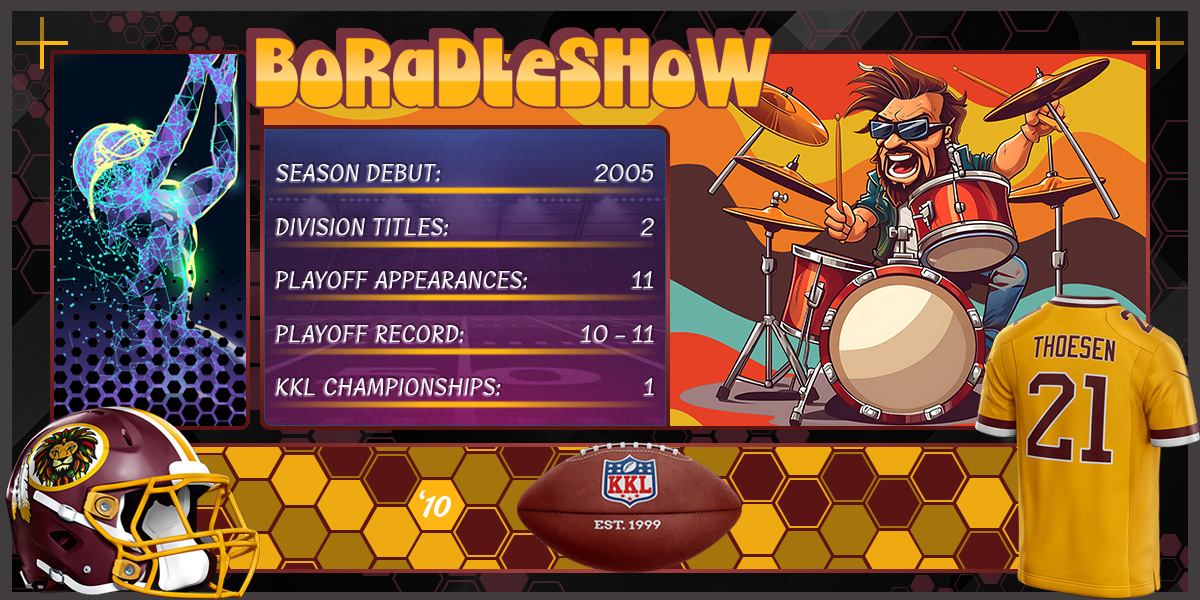 BoRaDLeSHoW
SEASON DEBUT: 2005
DIVISION TITLES: 2
PLAYOFF APPEARANCES: 11
PLAYOFF RECORD: 10 – 11
KKL CHAMPIONSHIPS: 1
THOESEN
21
2
'10
KKL
EST. 1999